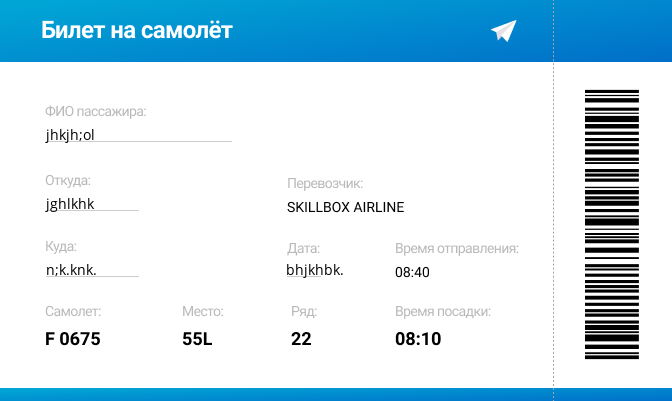 Билет на самолёт
ФИО пассажира:
jhkjh;ol
Откуда:
jghlkhk
Перевозчик:
SKILLBOX AIRLINE
Куда:
n;k.knk.
Дата:
bhjkhbk.
Время отправления:
08:40
Самолет:
F 0675
Место:
55L
Ряд:
22
Время посадки:
08:10